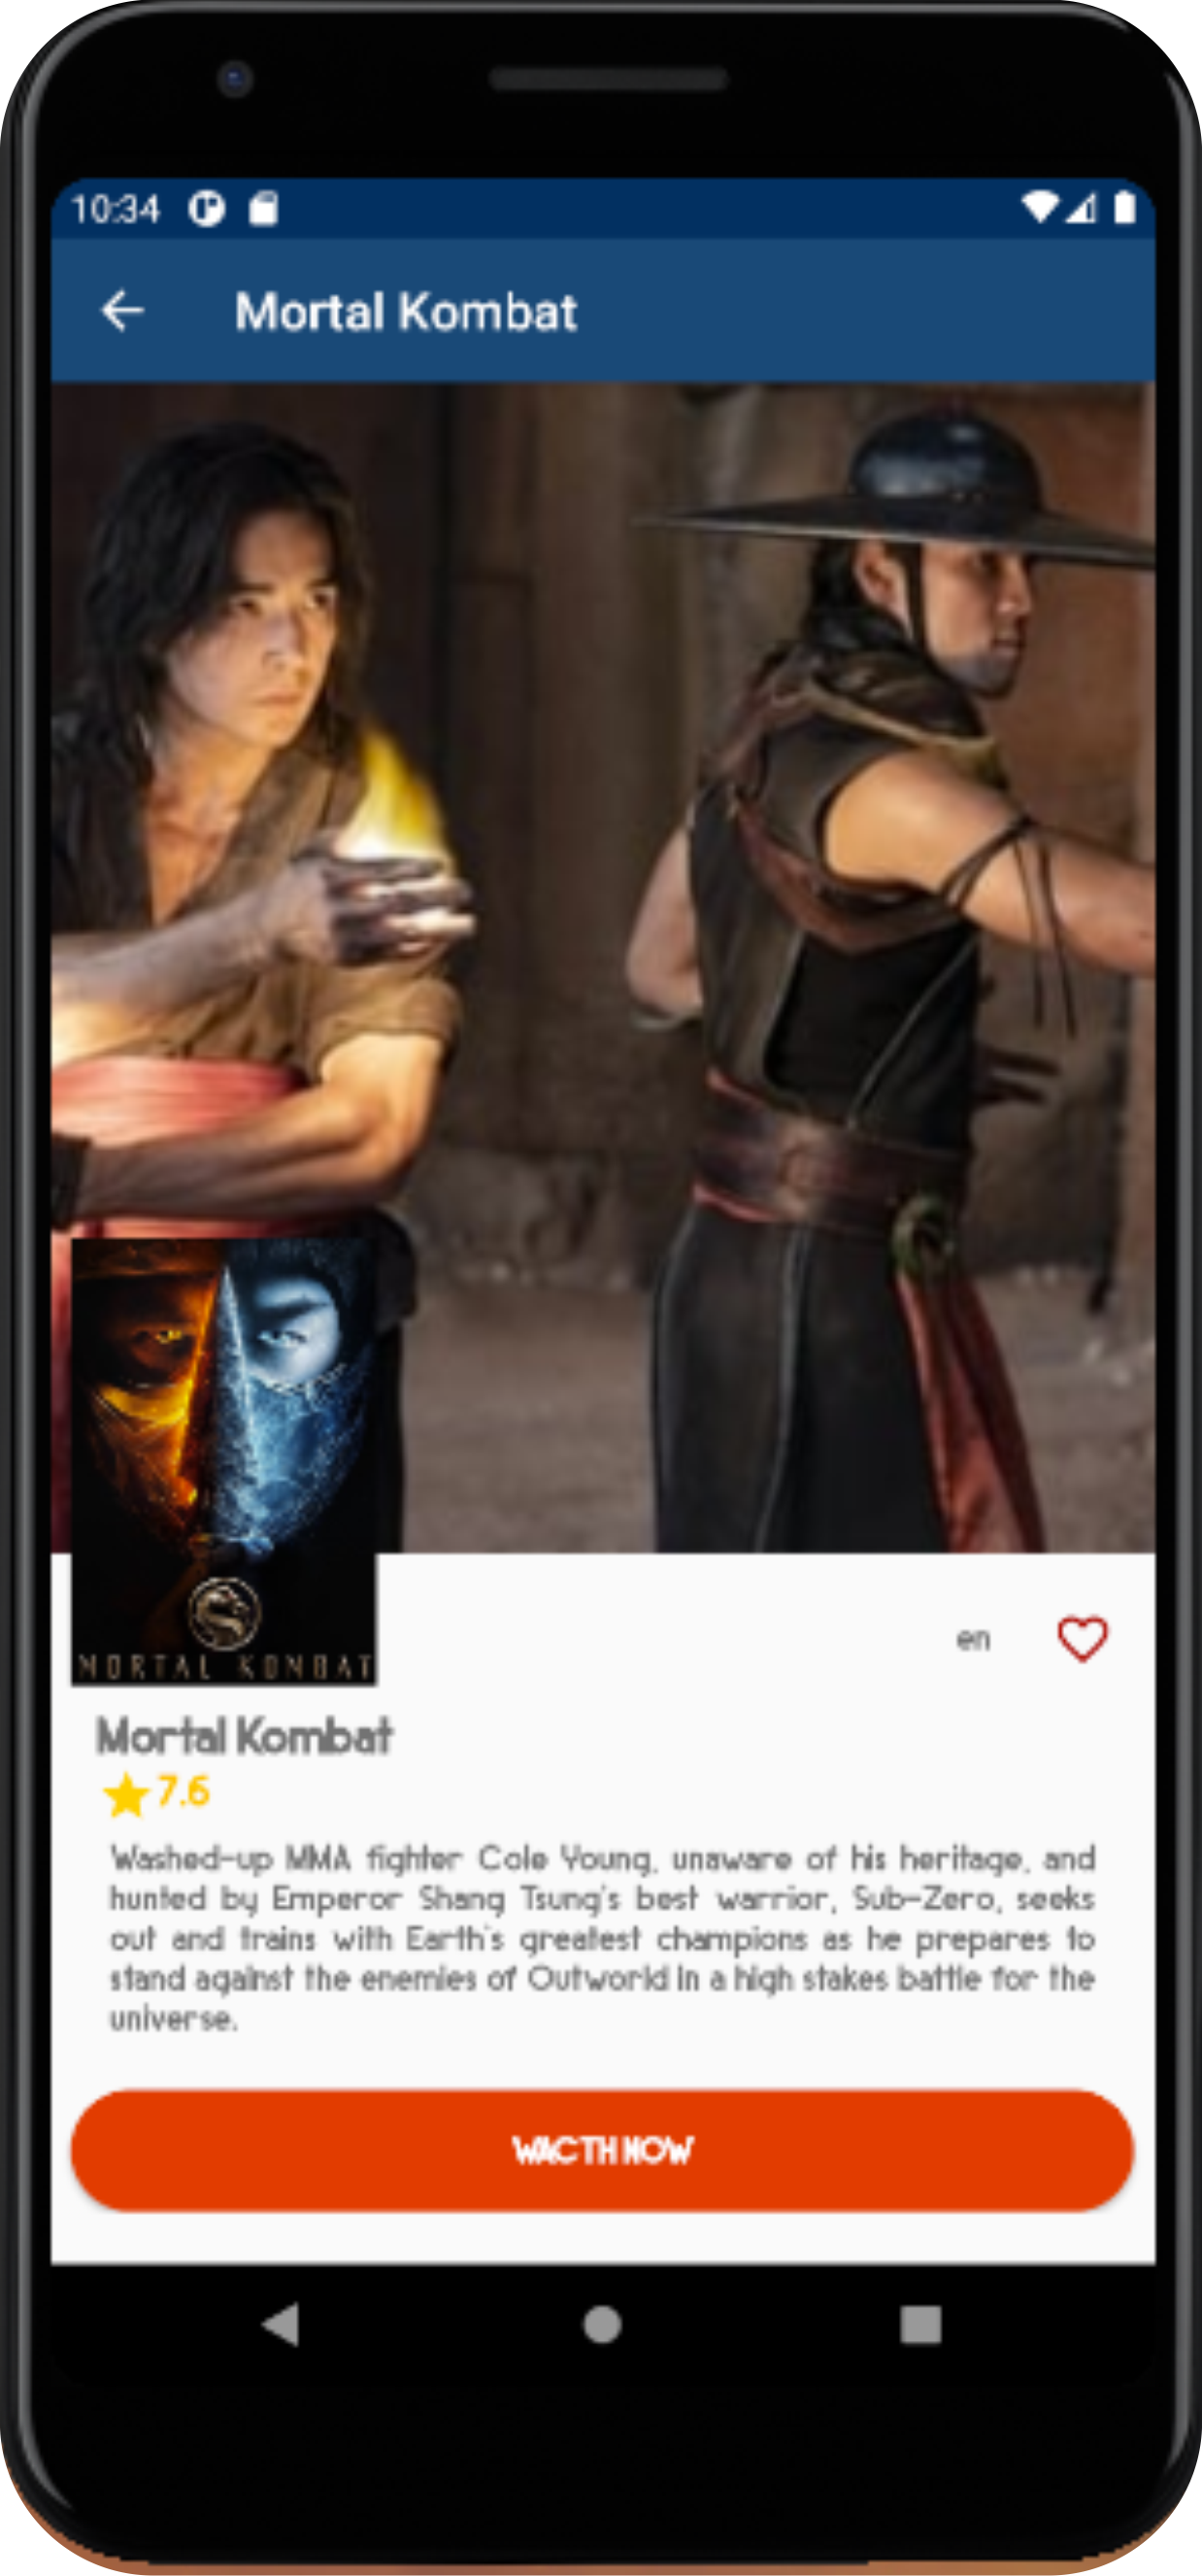 10:34
Mortal Kombat
MORTAL KOMBAT
en
Mortal Kombat
7.6
Washed-up MMA fighter Cole Young, unaware of his heritage, and
hunted by Emperor Shang Tsung's best warrior, Sub-Zero, seeks
out and trains with Earth's greatest champions as he prepares to
stand against the enemies of Outworld in a high stakes battle for the
universe.
WACTH NOW